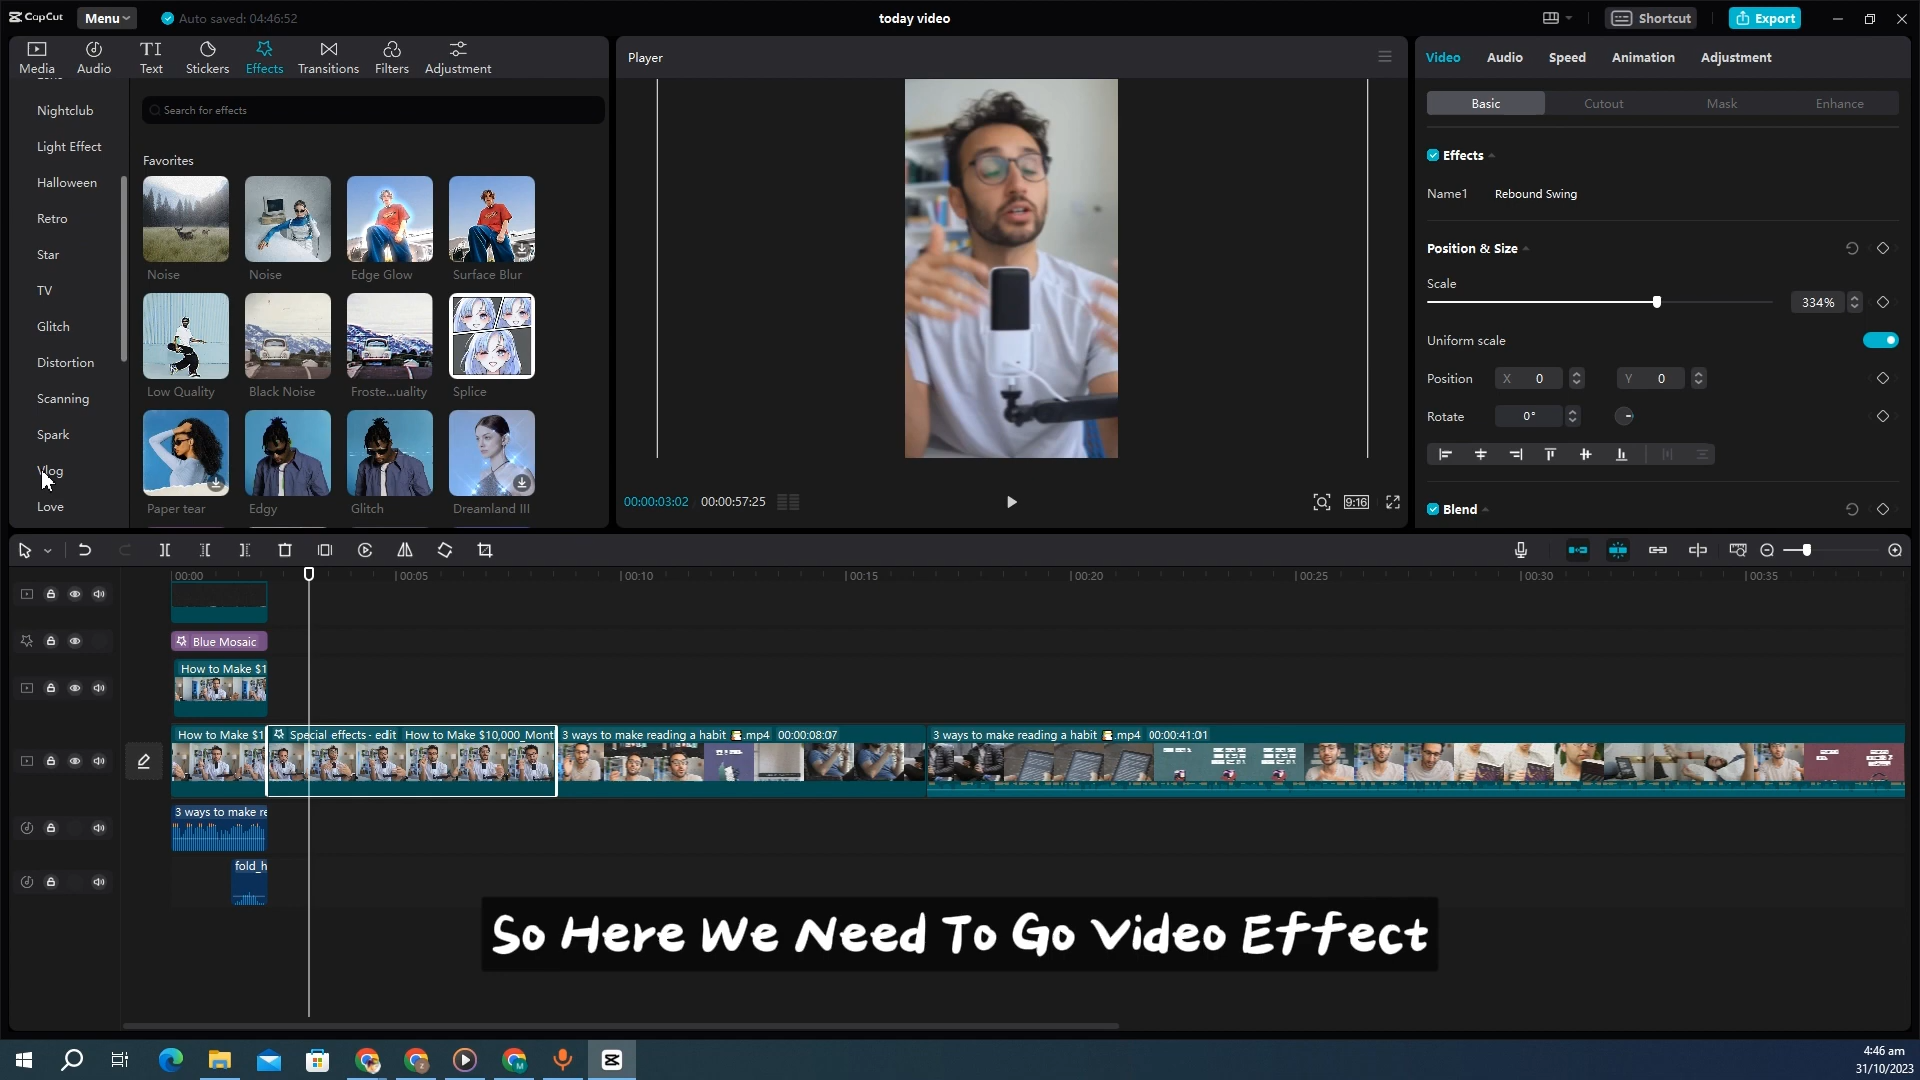 CapCut
Menu
Auto saved: 04:46:52
today video
Shortcut
Export
Media
Audio
TI
Text
Stickers
Effects
Transitions
Filters
Adjustment
Nightclub
Light Effect
Halloween
Retro
Star
TV
Glitch
Distortion
Scanning
Spark
Vlog
Love
Search for effects
Favorites
Noise
Noise
Edge Glow
Surface Blur
Low Quality
Black Noise
Froste...uality
Splice
Paper tear
Edgy
Glitch
Dreamland III
Player
00:00:03:02
00:00:57:25
9:16
Video
Audio
Speed
Animation
Adjustment
Basic
Cutout
Mask
Enhance
Effects
Name1
Rebound Swing
Position & Size
Scale
334%
Uniform scale
Position
X 0
Y 0
Rotate
0°
Blend
00:00
00:05
00:10
00:15
00:20
00:25
00:30
00:35
Blue Mosaic
How to Make $1
How to Make $1
Special effects - edit
How to Make $10,000_Mont
3 ways to make reading a habit .mp4 00:00:08:07
3 ways to make reading a habit .mp4 00:00:41:01
3 ways to make re
fold_h
So Here We Need To Go Video Effect
4:46 am
31/10/2023